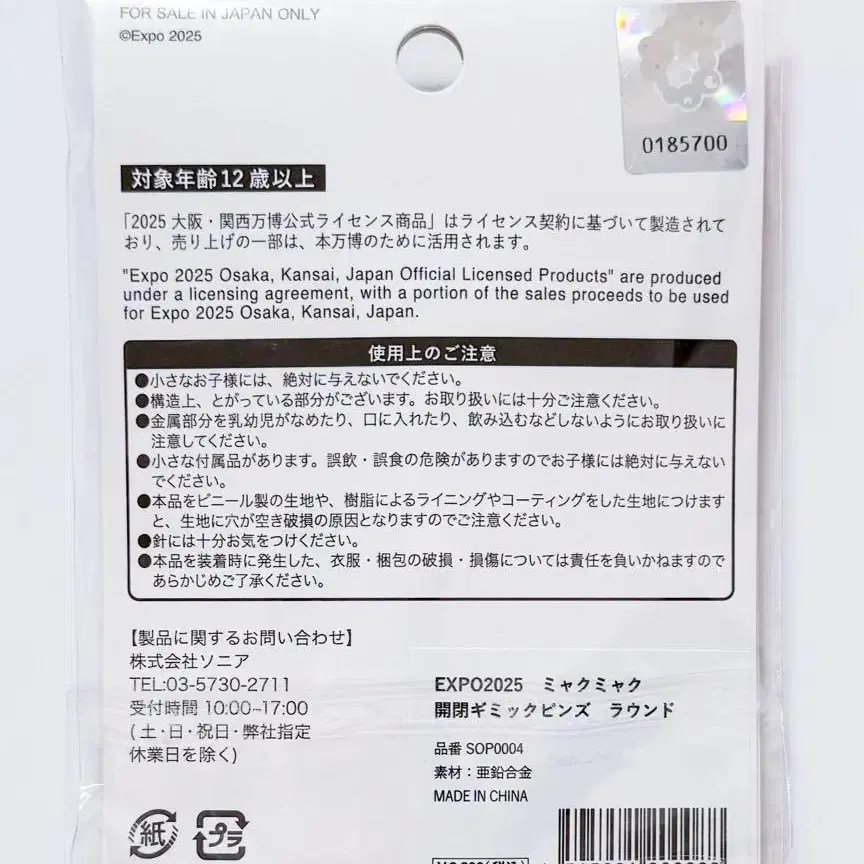 FOR SALE IN JAPAN ONLY
©Expo 2025
0185700
対象年齢12歳以上
「2025 大阪・関西万博公式ライセンス商品」はライセンス契約に基づいて製造されて
おり、売り上げの一部は、本万博のために活用されます。
"Expo 2025 Osaka, Kansai, Japan Official Licensed Products" are produced
under a licensing agreement, with a portion of the sales proceeds to be used
for Expo 2025 Osaka, Kansai, Japan.
使用上のご注意
●小さなお子様には、絶対に与えないでください。
●構造上、とがっている部分がございます。お取り扱いには十分ご注意ください。
●金属部分を乳幼児がなめたり、口に入れたり、飲み込むなどしないようにお取り扱いに
注意してください。
●小さな付属品があります。誤飲・誤食の危険がありますのでお子様には絶対に与えない
でください。
●本品をビニール製の生地や、樹脂によるライニングやコーティングをした生地につけます
と、生地に穴が空き破損の原因となりますのでご注意ください。
●針には十分お気をつけください。
●本品を装着時に発生した、衣服・梱包の破損・損傷については責任を負いかねますので
あらかじめご了承ください。
【製品に関するお問い合わせ】
株式会社ソニア
TEL:03-5730-2711
受付時間 10:00~17:00
(土・日・祝日・弊社指定
休業日を除く)
EXPO2025 ミャクミャク
開閉ギミックピンズ ラウンド
品番 SOP0004
素材：亜鉛合金
MADE IN CHINA
紙
プラ